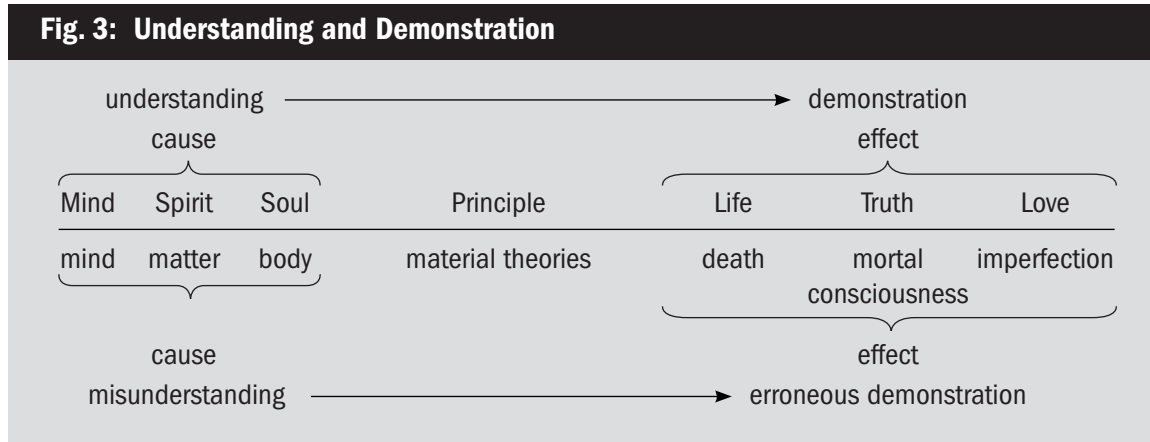 Fig. 3: Understanding and Demonstration
understanding demonstration
cause effect
Mind Spirit Soul Principle Life Truth Love
mind matter body material theories death mortal imperfection
consciousness
cause effect
misunderstanding erroneous demonstration